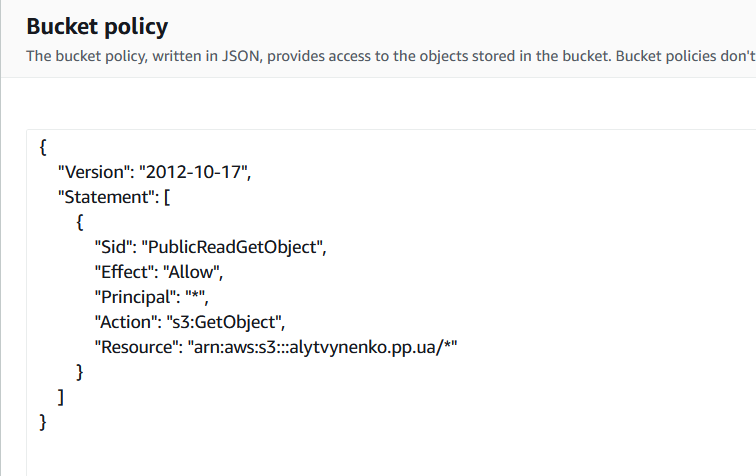 Bucket policy
The bucket policy, written in JSON, provides access to the objects stored in the bucket. Bucket policies don't
{
"Version": "2012-10-17",
"Statement": [
{
"Sid": "PublicReadGetObject",
"Effect": "Allow",
"Principal": "*",
"Action": "s3:GetObject",
"Resource": "arn:aws:s3:::alytvynenko.pp.ua/*"
}
]
}